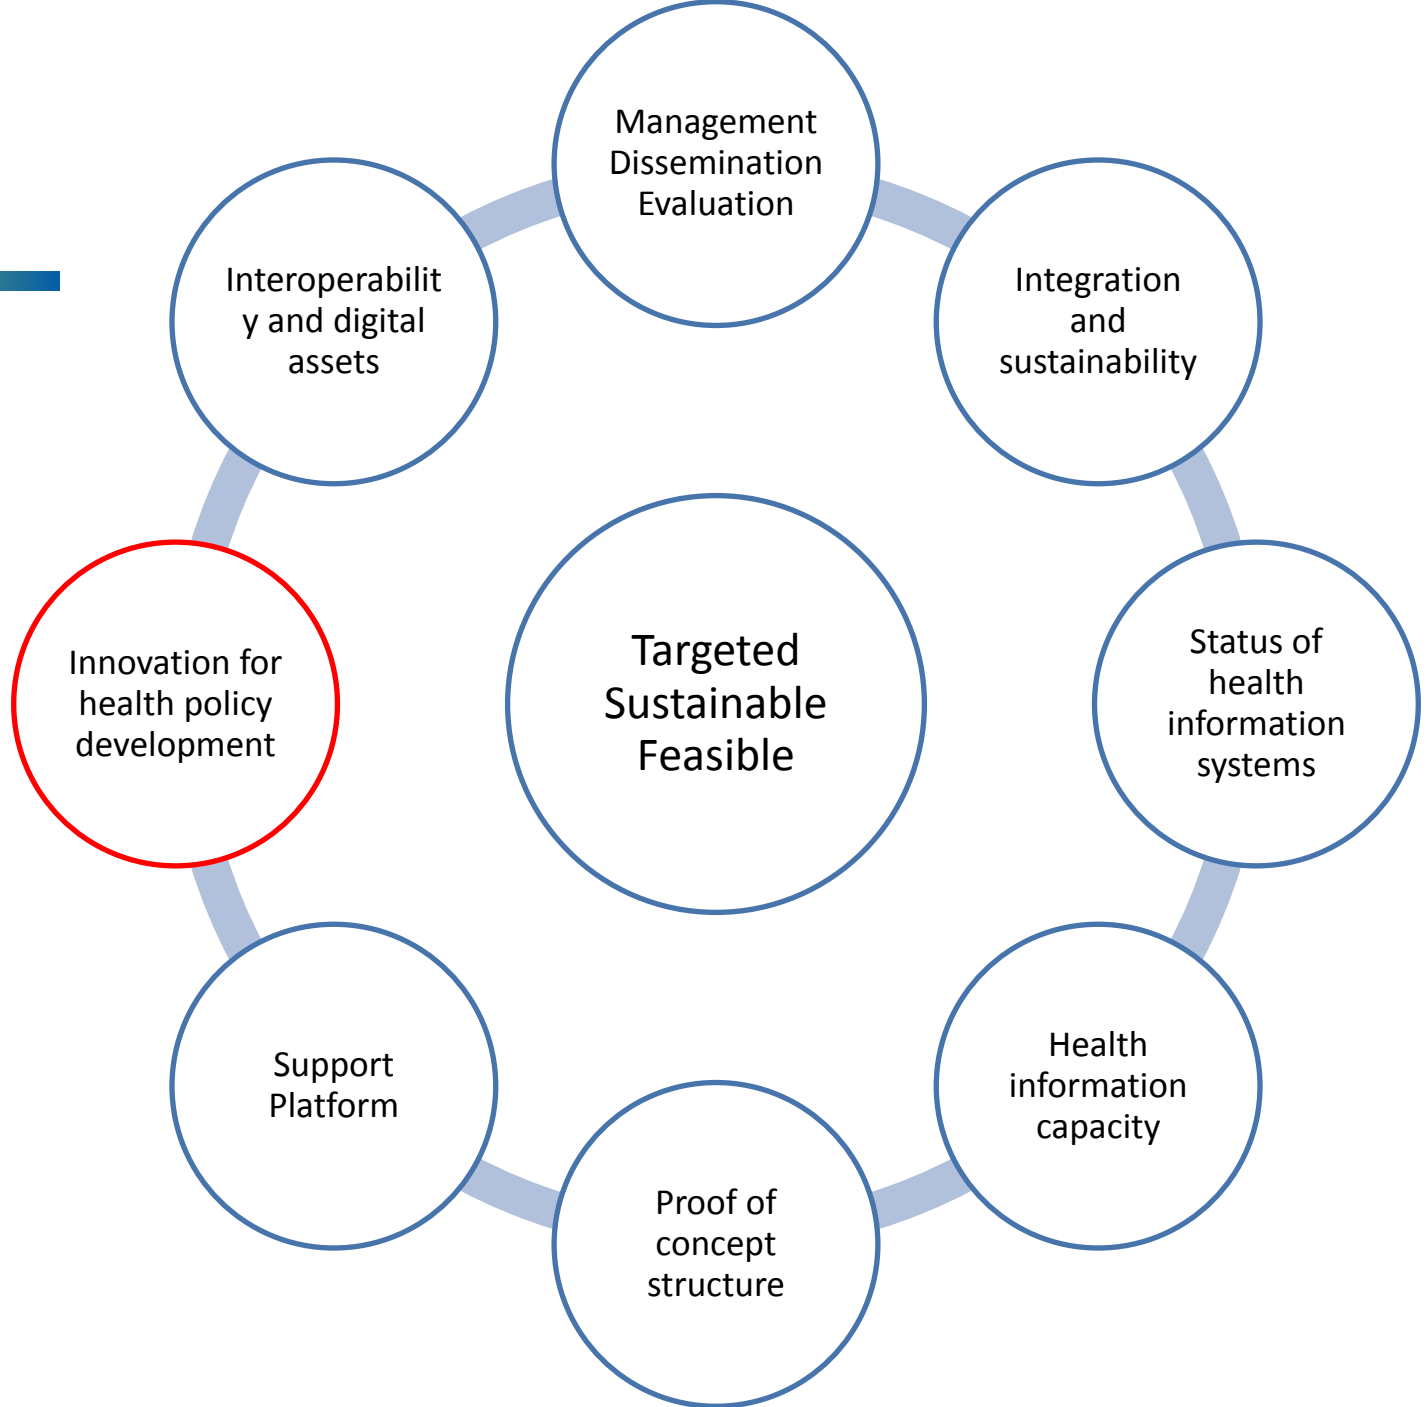 Management
Dissemination
Evaluation
Integration
and
sustainability
Status of
health
information
systems
Health
information
capacity
Proof of
concept
structure
Support
Platform
Innovation for
health policy
development
Interoperabilit
y and digital
assets
Targeted
Sustainable
Feasible